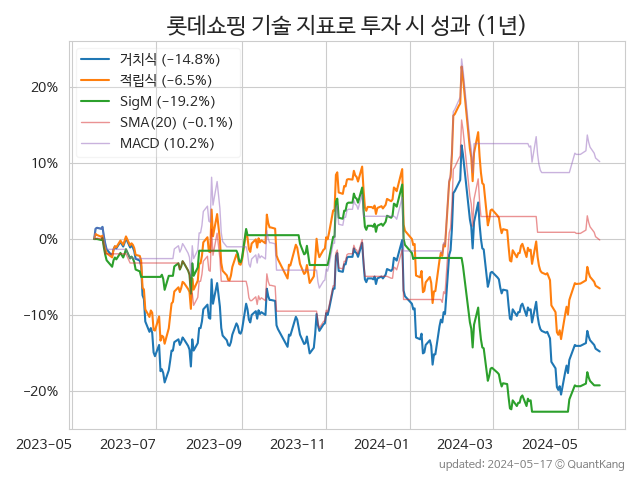 롯데쇼핑 기술 지표로 투자 시 성과 (1년)
거치식 (−14.8%)
적립식 (−6.5%)
SigM (−19.2%)
SMA(20) (−0.1%)
MACD (10.2%)
20%
10%
0%
−10%
−20%
2023-05 2023-07 2023-09 2023-11 2024-01 2024-03 2024-05
updated: 2024-05-17 © QuantKang